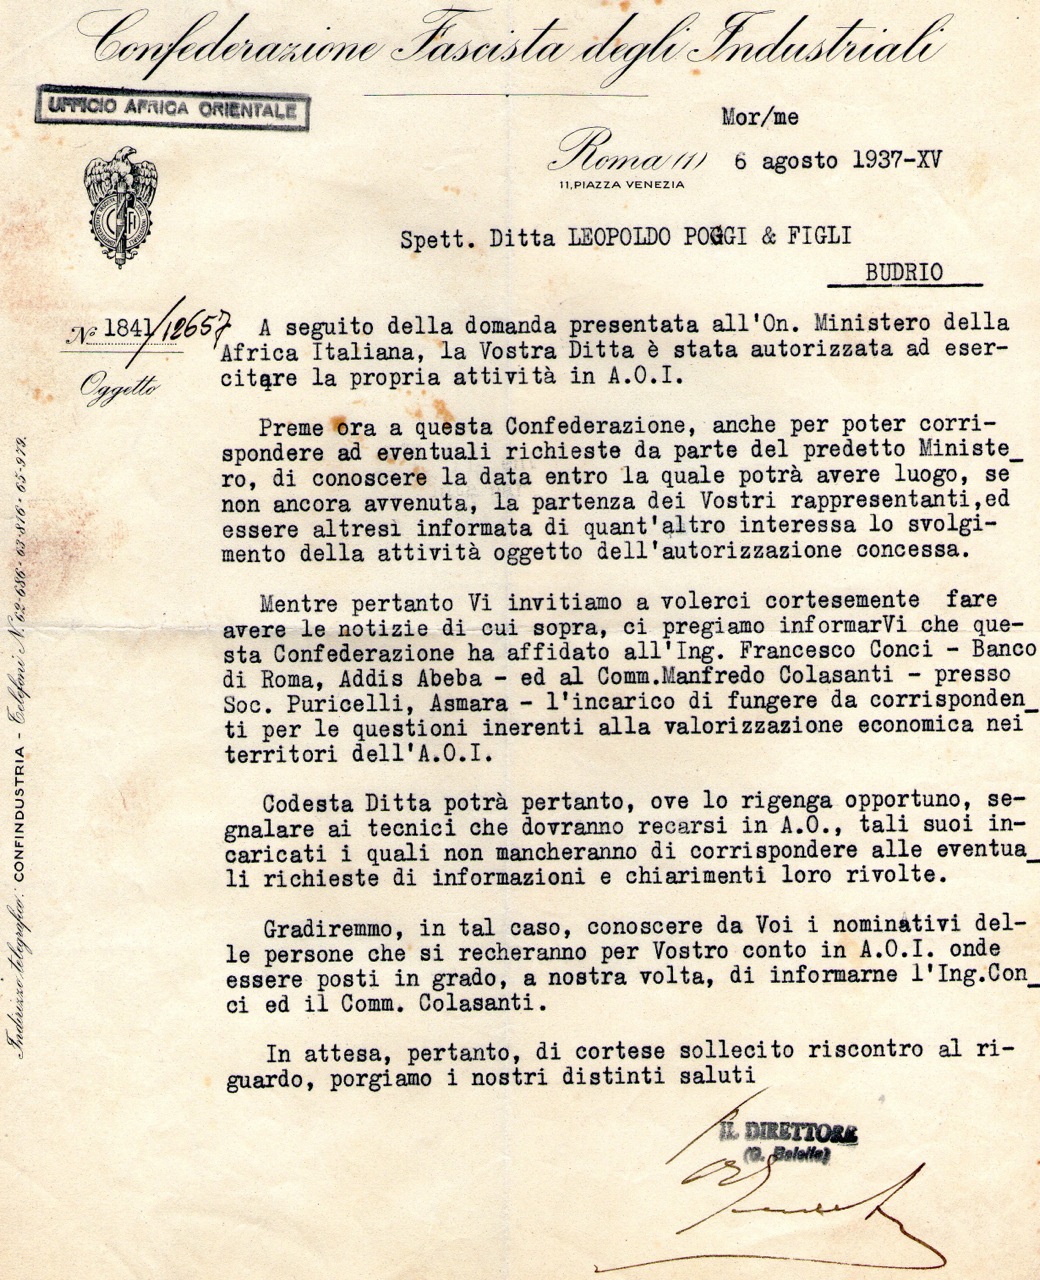 Confederazione Fascista degli Industriali
UFFICIO AFRICA ORIENTALE
Mor/me
Roma (1) 6 agosto 1937-XV
11, PIAZZA VENEZIA
Spett. Ditta LEOPOLDO POGGI & FIGLI
BUDRIO
N° 1841/12657
Oggetto
A seguito della domanda presentata all'On. Ministero della
Africa Italiana, la Vostra Ditta è stata autorizzata ad eser-
citare la propria attività in A.O.I.
Preme ora a questa Confederazione, anche per poter corri-
spondere ad eventuali richieste da parte del predetto Ministe_
ro, di conoscere la data entro la quale potrà avere luogo, se
non ancora avvenuta, la partenza dei Vostri rappresentanti,ed
essere altresì informata di quant'altro interessa lo svolgi-
mento della attività oggetto dell'autorizzazione concessa.
Mentre pertanto Vi invitiamo a volerci cortesemente fare
avere le notizie di cui sopra, ci pregiamo informarVi che que-
sta Confederazione ha affidato all'Ing. Francesco Conci - Banco
di Roma, Addis Abeba - ed al Comm.Manfredo Colasanti - presso
Soc. Puricelli, Asmara - l'incarico di fungere da corrisponden_
ti per le questioni inerenti alla valorizzazione economica nei
territori dell'A.O.I.
Codesta Ditta potrà pertanto, ove lo rigenga opportuno, se-
gnalare ai tecnici che dovranno recarsi in A.O., tali suoi in-
caricati i quali non mancheranno di corrispondere alle eventua_
li richieste di informazioni e chiarimenti loro rivolte.
Gradiremmo, in tal caso, conoscere da Voi i nominativi del-
le persone che si recheranno per Vostro conto in A.O.I. onde
essere posti in grado, a nostra volta, di informarne l'Ing.Con_
ci ed il Comm. Colasanti.
In attesa, pertanto, di cortese sollecito riscontro al ri-
guardo, porgiamo i nostri distinti saluti
IL DIRETTORE
(G. Balella)
Indirizzo telegrafico: CONFINDUSTRIA - Telefoni N. 62-686 - 63-876 - 65-979.